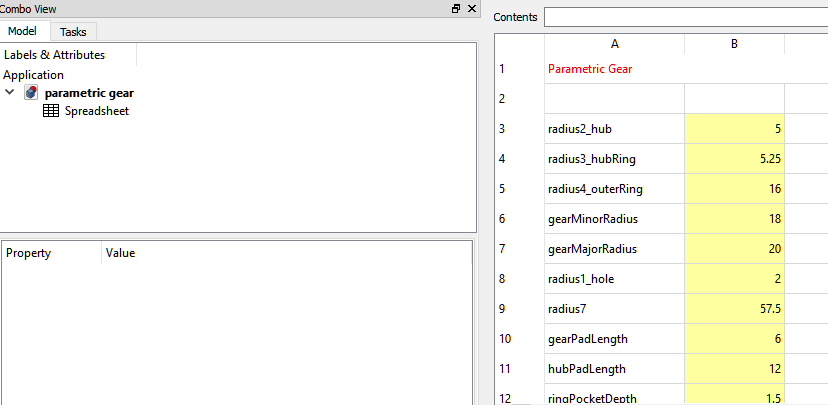 Combo View
Model Tasks
Labels & Attributes
Application
parametric gear
Spreadsheet
Property Value
Contents
A B
1 Parametric Gear
2
3 radius2_hub 5
4 radius3_hubRing 5.25
5 radius4_outerRing 16
6 gearMinorRadius 18
7 gearMajorRadius 20
8 radius1_hole 2
9 radius7 57.5
10 gearPadLength 6
11 hubPadLength 12
12 ringPocketDepth 1.5